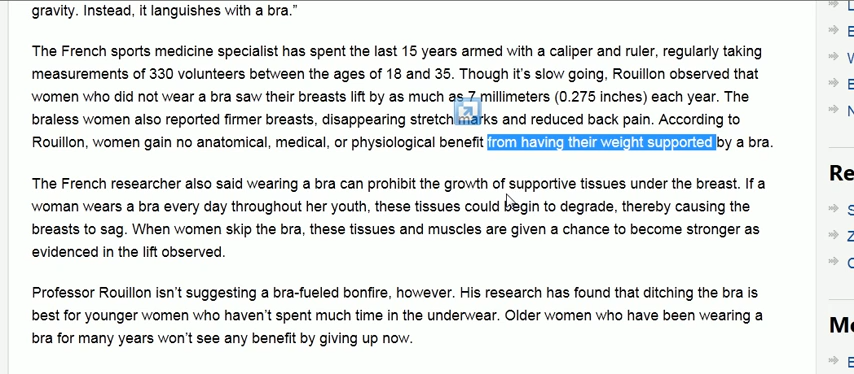 gravity. Instead, it languishes with a bra.”
The French sports medicine specialist has spent the last 15 years armed with a caliper and ruler, regularly taking
measurements of 330 volunteers between the ages of 18 and 35. Though it’s slow going, Rouillon observed that
women who did not wear a bra saw their breasts lift by as much as 7 millimeters (0.275 inches) each year. The
braless women also reported firmer breasts, disappearing stretch marks and reduced back pain. According to
Rouillon, women gain no anatomical, medical, or physiological benefit from having their weight supported by a bra.
The French researcher also said wearing a bra can prohibit the growth of supportive tissues under the breast. If a
woman wears a bra every day throughout her youth, these tissues could begin to degrade, thereby causing the
breasts to sag. When women skip the bra, these tissues and muscles are given a chance to become stronger as
evidenced in the lift observed.
Professor Rouillon isn’t suggesting a bra-fueled bonfire, however. His research has found that ditching the bra is
best for younger women who haven’t spent much time in the underwear. Older women who have been wearing a
bra for many years won’t see any benefit by giving up now.